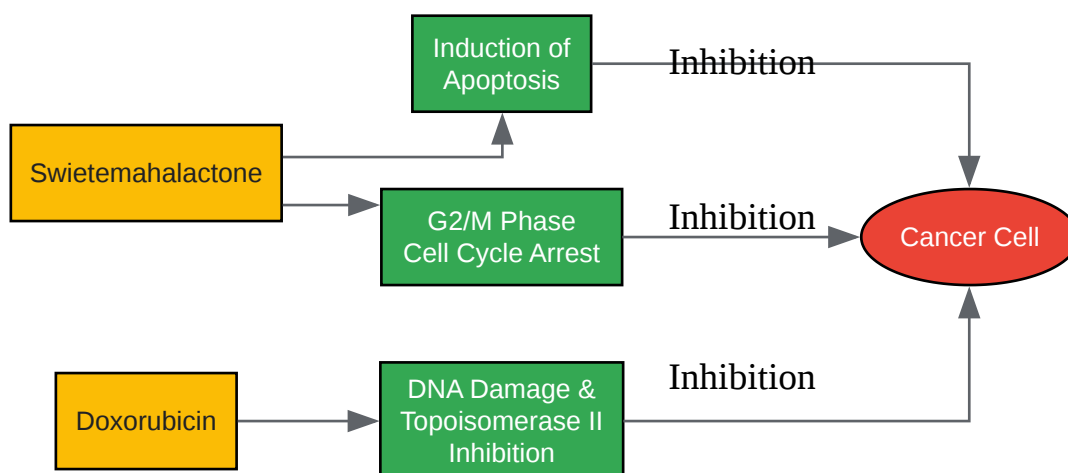 Induction of
Apoptosis
Inhibition
Swietemahalactone
G2/M Phase
Cell Cycle Arrest
Inhibition
Cancer Cell
Doxorubicin
DNA Damage &
Topoisomerase II
Inhibition
Inhibition